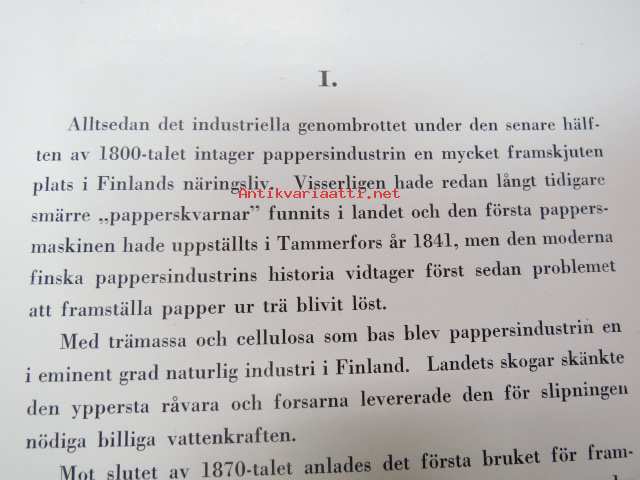 I.
Alltsedan det industriella genombrottet under den senare hälf-
ten av 1800-talet intager pappersindustrin en mycket framskjuten
plats i Finlands näringsliv. Visserligen hade redan långt tidigare
Antikvariaatti.net
smärre „papperskvarnar” funnits i landet och den första pappers-
maskinen hade uppställts i Tammerfors år 1841, men den moderna
finska pappersindustrins historia vidtager först sedan problemet
att framställa papper ur trä blivit löst.
Med trämassa och cellulosa som bas blev pappersindustrin en
i eminent grad naturlig industri i Finland. Landets skogar skänkte
den yppersta råvara och forsarna levererade den för slipningen
nödiga billiga vattenkraften.
Mot slutet av 1870-talet anlades det första bruket för fram-